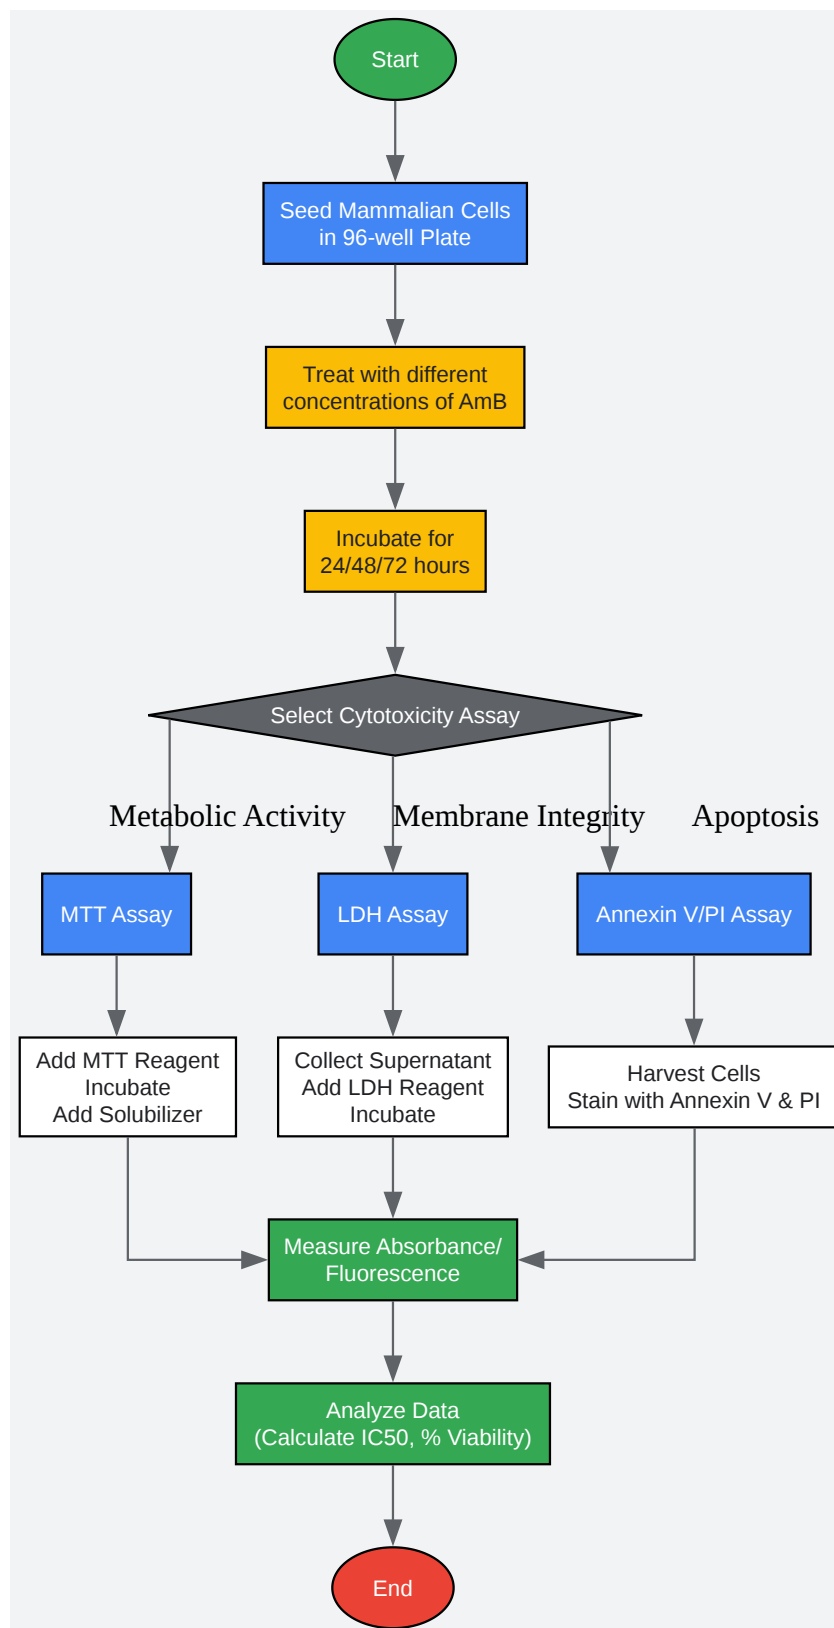 Start
Seed Mammalian Cells
in 96-well Plate
Treat with different
concentrations of AmB
Incubate for
24/48/72 hours
Select Cytotoxicity Assay
Metabolic Activity
Membrane Integrity
Apoptosis
MTT Assay
LDH Assay
Annexin V/PI Assay
Add MTT Reagent
Incubate
Add Solubilizer
Collect Supernatant
Add LDH Reagent
Incubate
Harvest Cells
Stain with Annexin V & PI
Measure Absorbance/
Fluorescence
Analyze Data
(Calculate IC50, % Viability)
End